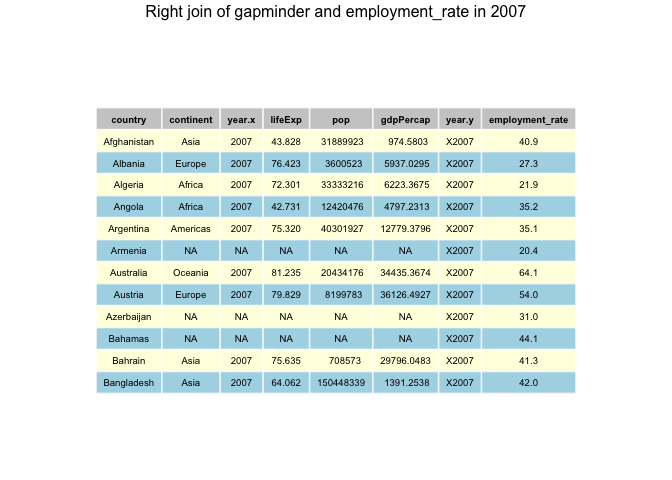 Right join of gapminder and employment_rate in 2007
country continent year.x lifeExp pop gdpPercap year.y employment_rate
Afghanistan Asia 2007 43.828 31889923 974.5803 X2007 40.9
Albania Europe 2007 76.423 3600523 5937.0295 X2007 27.3
Algeria Africa 2007 72.301 33333216 6223.3675 X2007 21.9
Angola Africa 2007 42.731 12420476 4797.2313 X2007 35.2
Argentina Americas 2007 75.320 40301927 12779.3796 X2007 35.1
Armenia NA NA NA NA NA X2007 20.4
Australia Oceania 2007 81.235 20434176 34435.3674 X2007 64.1
Austria Europe 2007 79.829 8199783 36126.4927 X2007 54.0
Azerbaijan NA NA NA NA NA X2007 31.0
Bahamas NA NA NA NA NA X2007 44.1
Bahrain Asia 2007 75.635 708573 29796.0483 X2007 41.3
Bangladesh Asia 2007 64.062 150448339 1391.2538 X2007 42.0